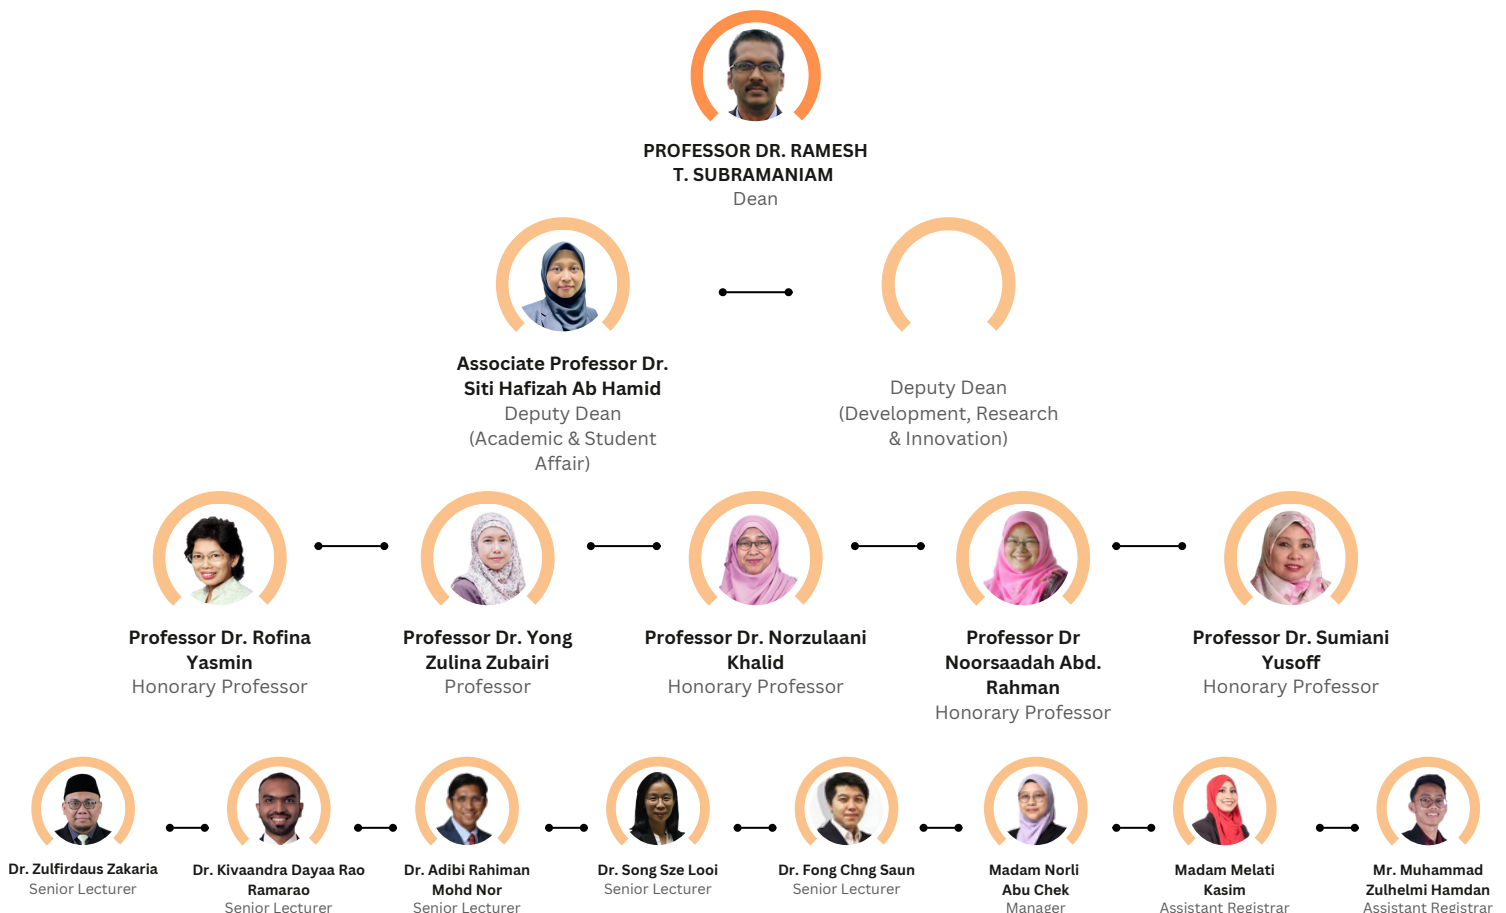 PROFESSOR DR. RAMESH
T. SUBRAMANIAM
Dean
Associate Professor Dr.
Siti Hafizah Ab Hamid
Deputy Dean
(Academic & Student
Affair)
Deputy Dean
(Development, Research
& Innovation)
Professor Dr. Rofina
Yasmin
Honorary Professor
Professor Dr. Yong
Zulina Zubairi
Professor
Professor Dr. Norzulaani
Khalid
Honorary Professor
Professor Dr
Noorsaadah Abd.
Rahman
Honorary Professor
Professor Dr. Sumiani
Yusoff
Honorary Professor
Dr. Zulfirdaus Zakaria
Senior Lecturer
Dr. Kivaandra Dayaa Rao
Ramarao
Senior Lecturer
Dr. Adibi Rahiman
Mohd Nor
Senior Lecturer
Dr. Song Sze Looi
Senior Lecturer
Dr. Fong Chng Saun
Senior Lecturer
Madam Norli
Abu Chek
Manager
Madam Melati
Kasim
Assistant Registrar
Mr. Muhammad
Zulhelmi Hamdan
Assistant Registrar